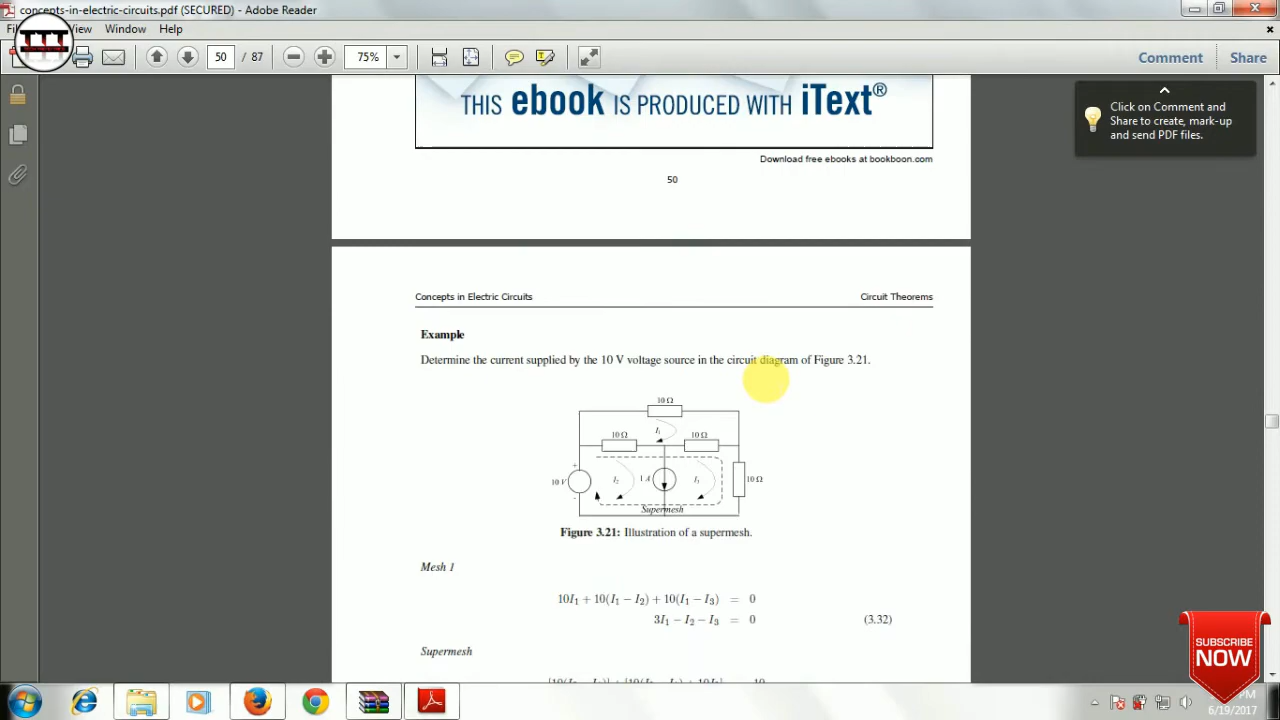 concepts-in-electric-circuits.pdf (SECURED) - Adobe Reader
View Window Help
50 / 87 75% Comment Share
Click on Comment and
Share to create, mark-up
and send PDF files.
THIS ebook IS PRODUCED WITH iText®
Download free ebooks at bookboon.com
50
Concepts in Electric Circuits Circuit Theorems
Example
Determine the current supplied by the 10 V voltage source in the circuit diagram of Figure 3.21.
10 Ω
I₁
10 Ω 10 Ω
+
10 V I₂ 1 A I₃ 10 Ω
-
Supermesh
Figure 3.21: Illustration of a supermesh.
Mesh 1
10I₁ + 10(I₁ − I₂) + 10(I₁ − I₃) = 0
3I₁ − I₂ − I₃ = 0 (3.32)
Supermesh
SUBSCRIBE
NOW
PM
6/19/2017